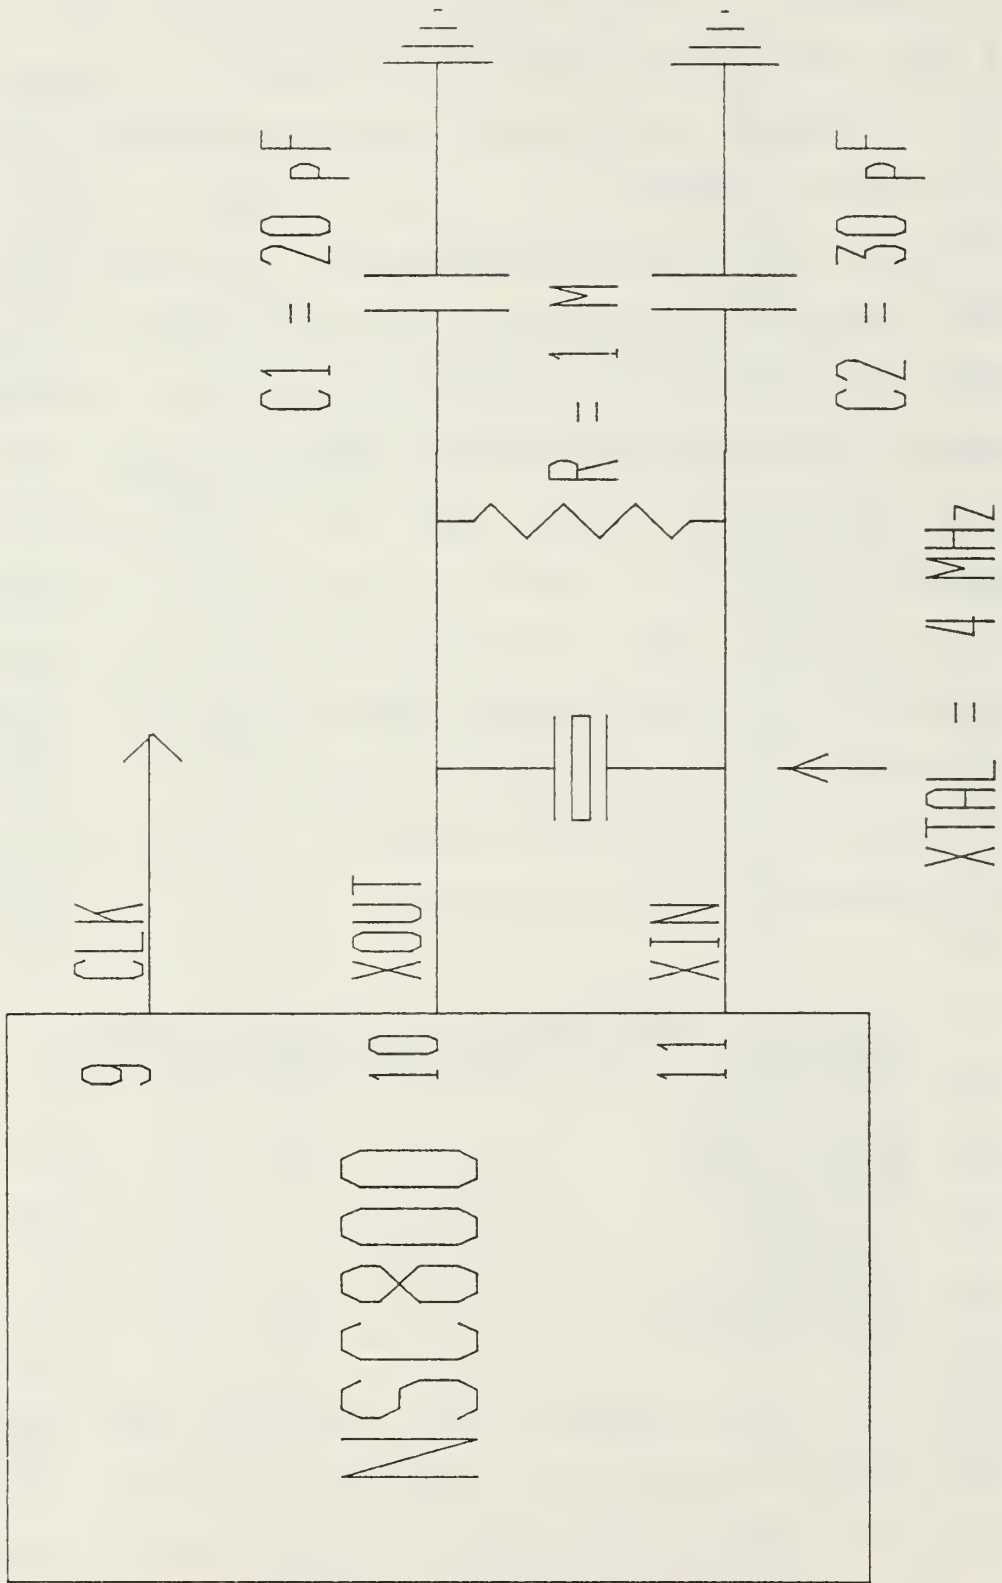 NSC800
9
CLK
10
XOUT
11
XIN
C1 = 20 pF
R = 1 M
C2 = 30 pF
XTAL = 4 MHz